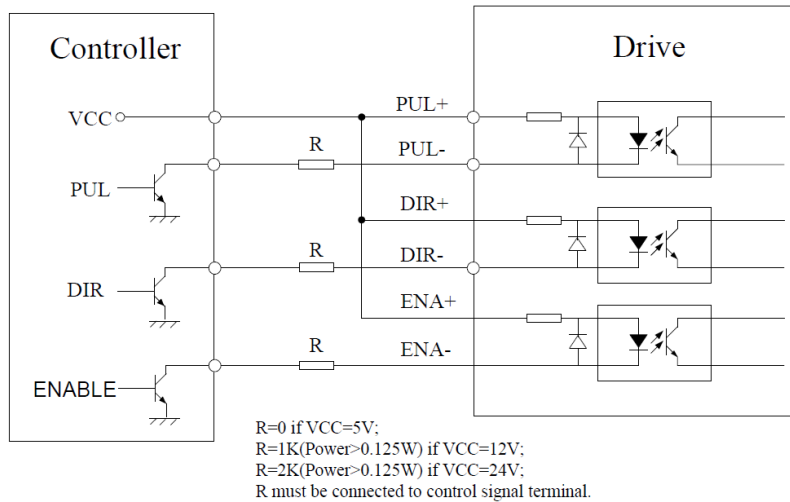 Controller
Drive
VCC
PUL+
R
PUL-
PUL
DIR+
R
DIR-
DIR
ENA+
R
ENA-
ENABLE
R=0 if VCC=5V;
R=1K(Power>0.125W) if VCC=12V;
R=2K(Power>0.125W) if VCC=24V;
R must be connected to control signal terminal.